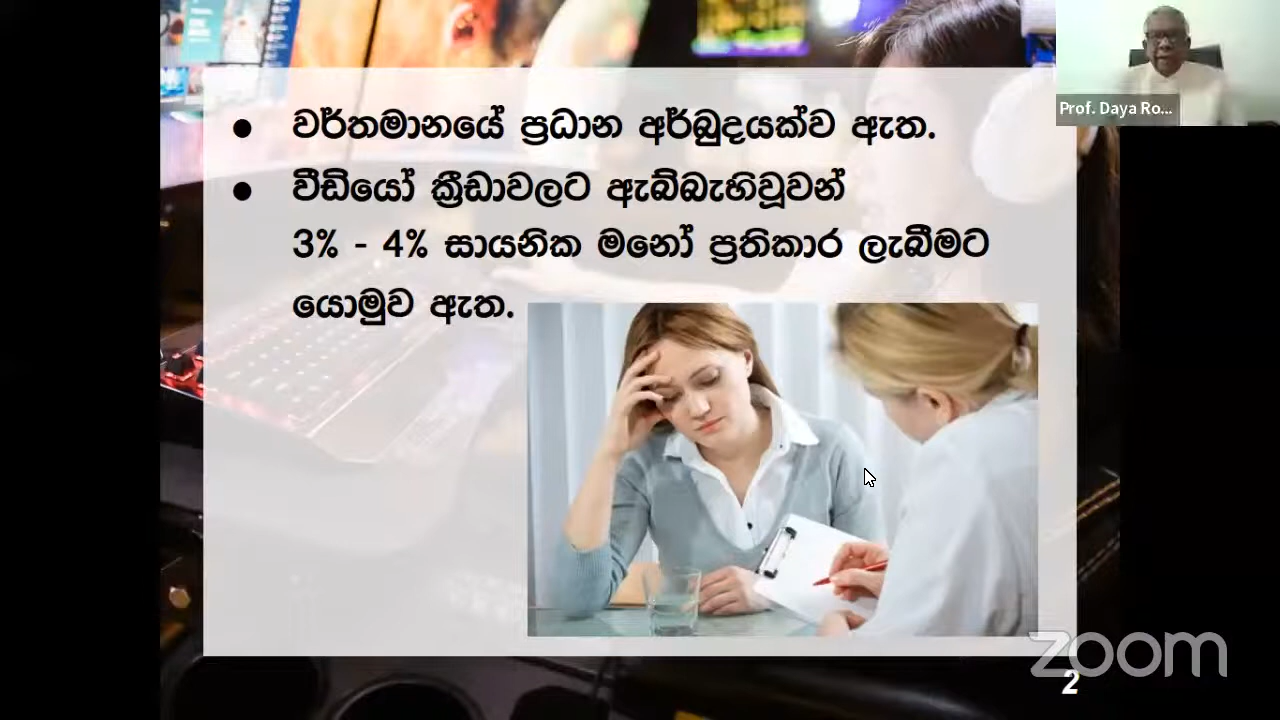 Prof. Daya Ro...
● වර්තමානයේ ප්‍රධාන අර්බුදයක්ව ඇත.
● වීඩියෝ ක්‍රීඩාවලට ඇබ්බැහිවූවන්
3% - 4% සායනික මනෝ ප්‍රතිකාර ලැබීමට
යොමුව ඇත.
zoom
2